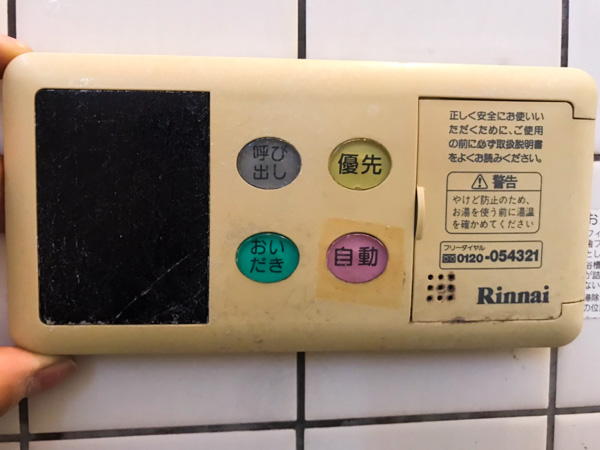 呼び
出し
優先
おい
だき
自動
正しく安全にお使いい
ただくために、ご使用
の前に必ず取扱説明書
をよくお読みください。
警告
やけど防止のため、
お湯を使う前に湯温
を確かめてください
フリーダイヤル
0120-054321
Rinnai